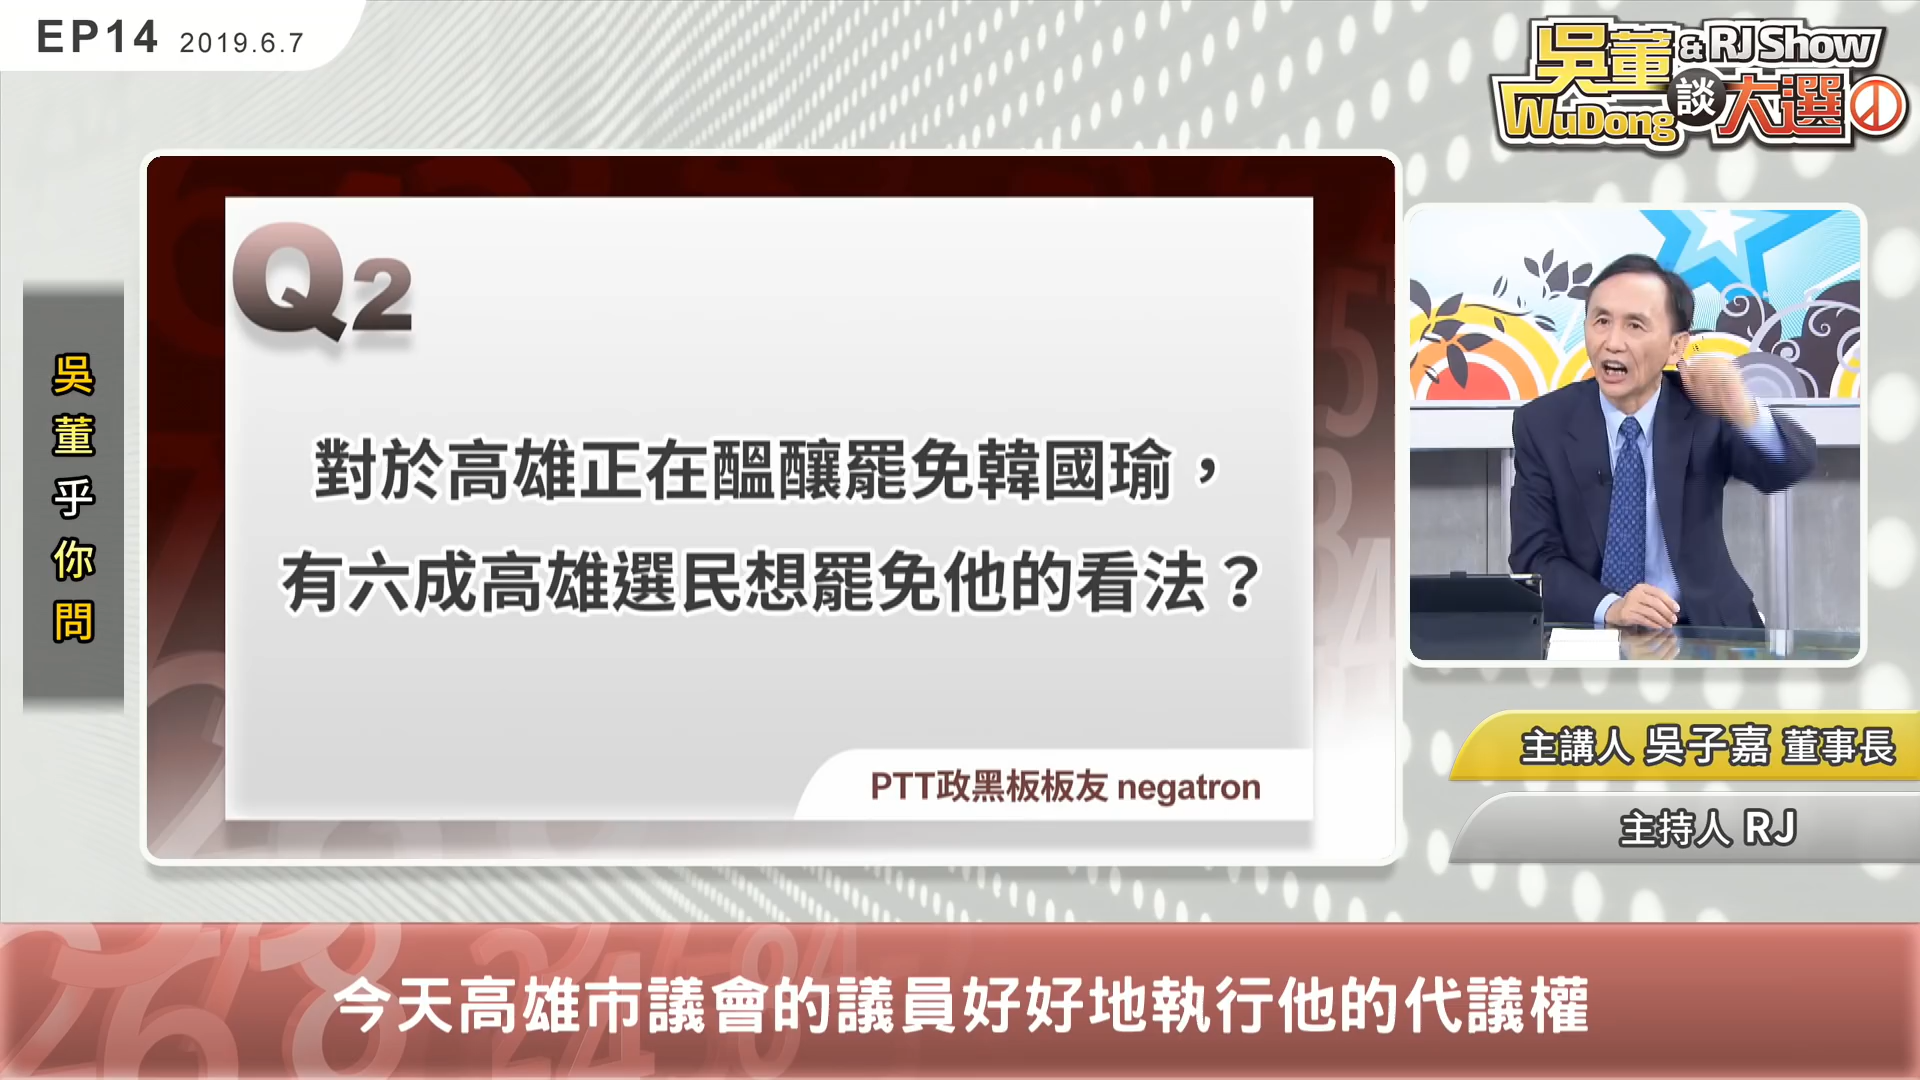 EP14 2019.6.7
吳董 & RJ Show
WuDong 談 大選
吳董乎你問
Q2
對於高雄正在醞釀罷免韓國瑜，
有六成高雄選民想罷免他的看法？
PTT政黑板板友 negatron
主講人 吳子嘉 董事長
主持人 RJ
今天高雄市議會的議員好好地執行他的代議權